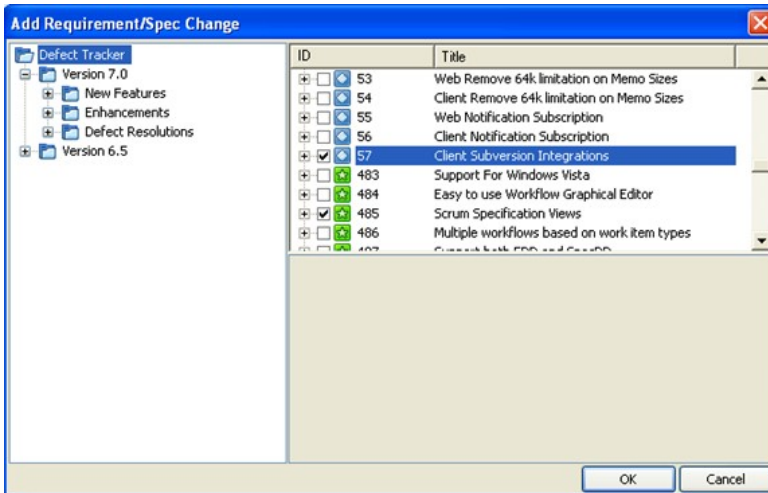 Add Requirement/Spec Change
Defect Tracker
Version 7.0
New Features
Enhancements
Defect Resolutions
Version 6.5
ID Title
53 Web Remove 64k limitation on Memo Sizes
54 Client Remove 64k limitation on Memo Sizes
55 Web Notification Subscription
56 Client Notification Subscription
57 Client Subversion Integrations
483 Support For Windows Vista
484 Easy to use Workflow Graphical Editor
485 Scrum Specification Views
486 Multiple workflows based on work item types
OK Cancel